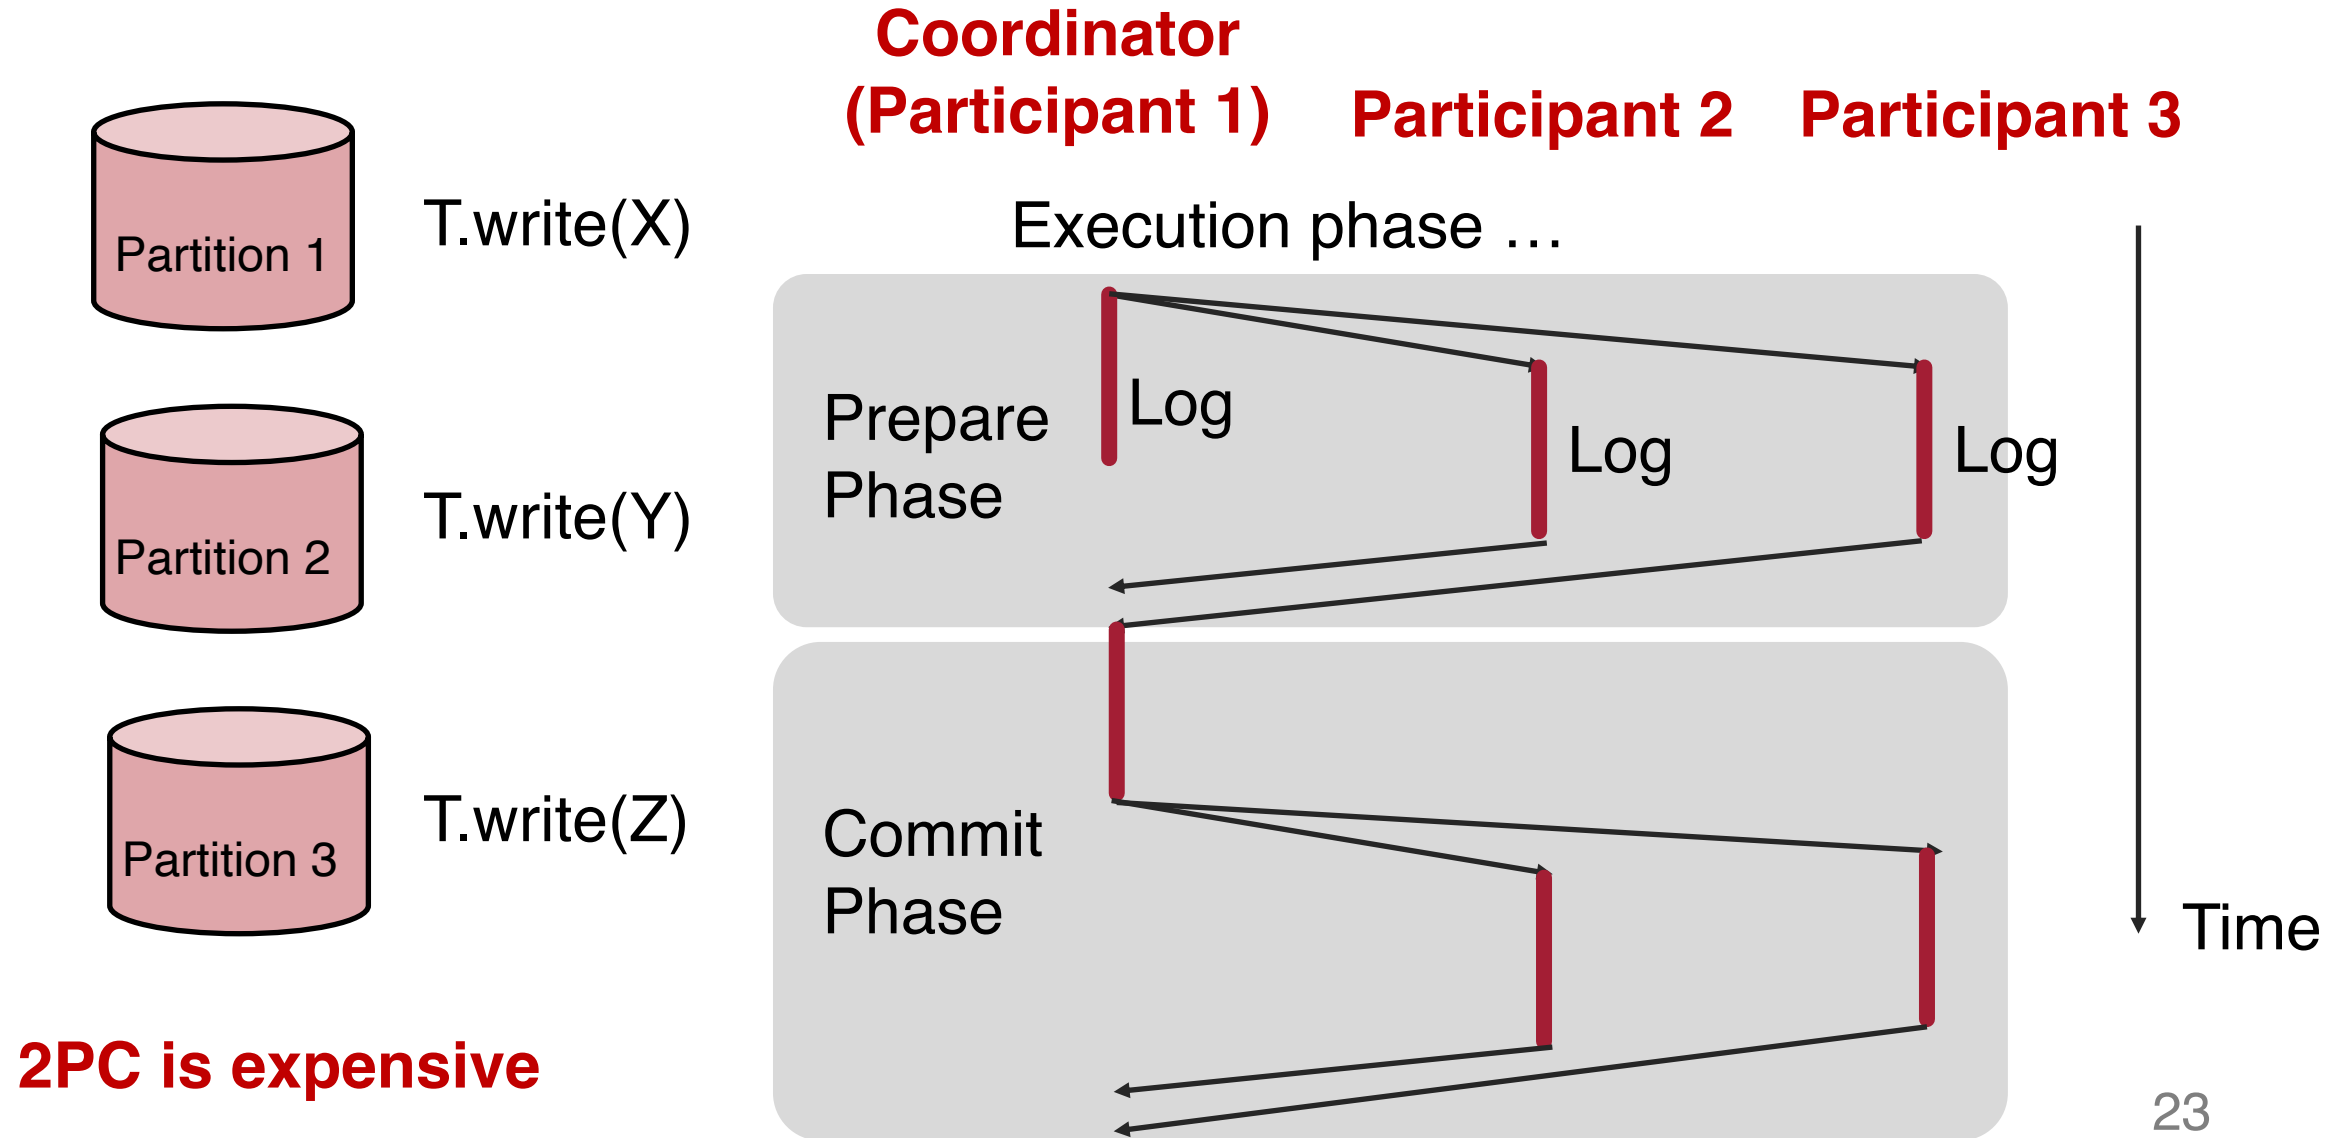 Coordinator
(Participant 1)
Participant 2
Participant 3
Partition 1
T.write(X)
Execution phase …
Prepare
Phase
Log
Log
Log
Partition 2
T.write(Y)
Partition 3
T.write(Z)
Commit
Phase
Time
2PC is expensive
23